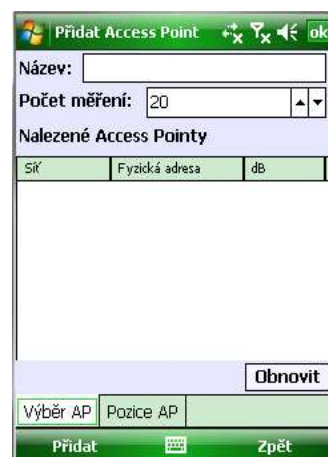 Přidat Access Point ok
Název:
Počet měření: 20
Nalezené Access Pointy
Síť Fyzická adresa dB
Obnovit
Výběr AP Pozice AP
Přidat Zpět